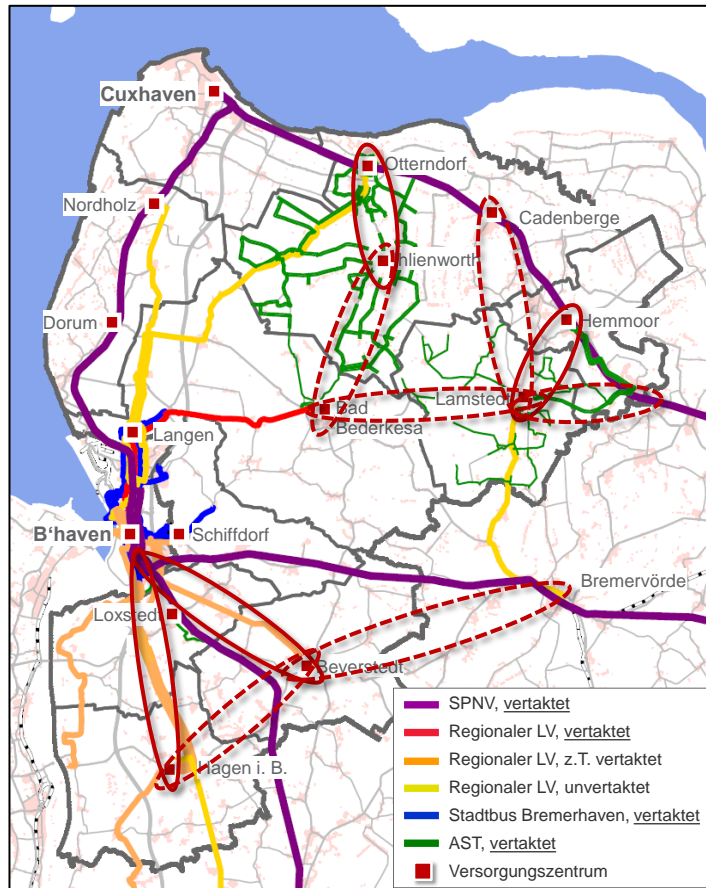 Cuxhaven
Otterndorf
Nordholz
Cadenberge
Ihlienworth
Dorum
Hemmoor
Lamstedt
Bad
Bederkesa
Langen
B'haven
Schiffdorf
Bremervörde
Loxstedt
Beverstedt
Hagen i. B.
SPNV, vertaktet
Regionaler LV, vertaktet
Regionaler LV, z.T. vertaktet
Regionaler LV, unvertaktet
Stadtbus Bremerhaven, vertaktet
AST, vertaktet
Versorgungszentrum